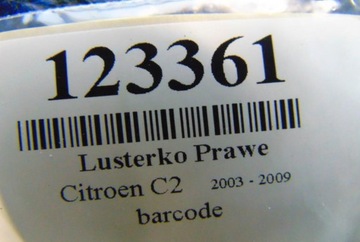 123361
Lusterko Prawe
Citroen C2 2003 - 2009
barcode